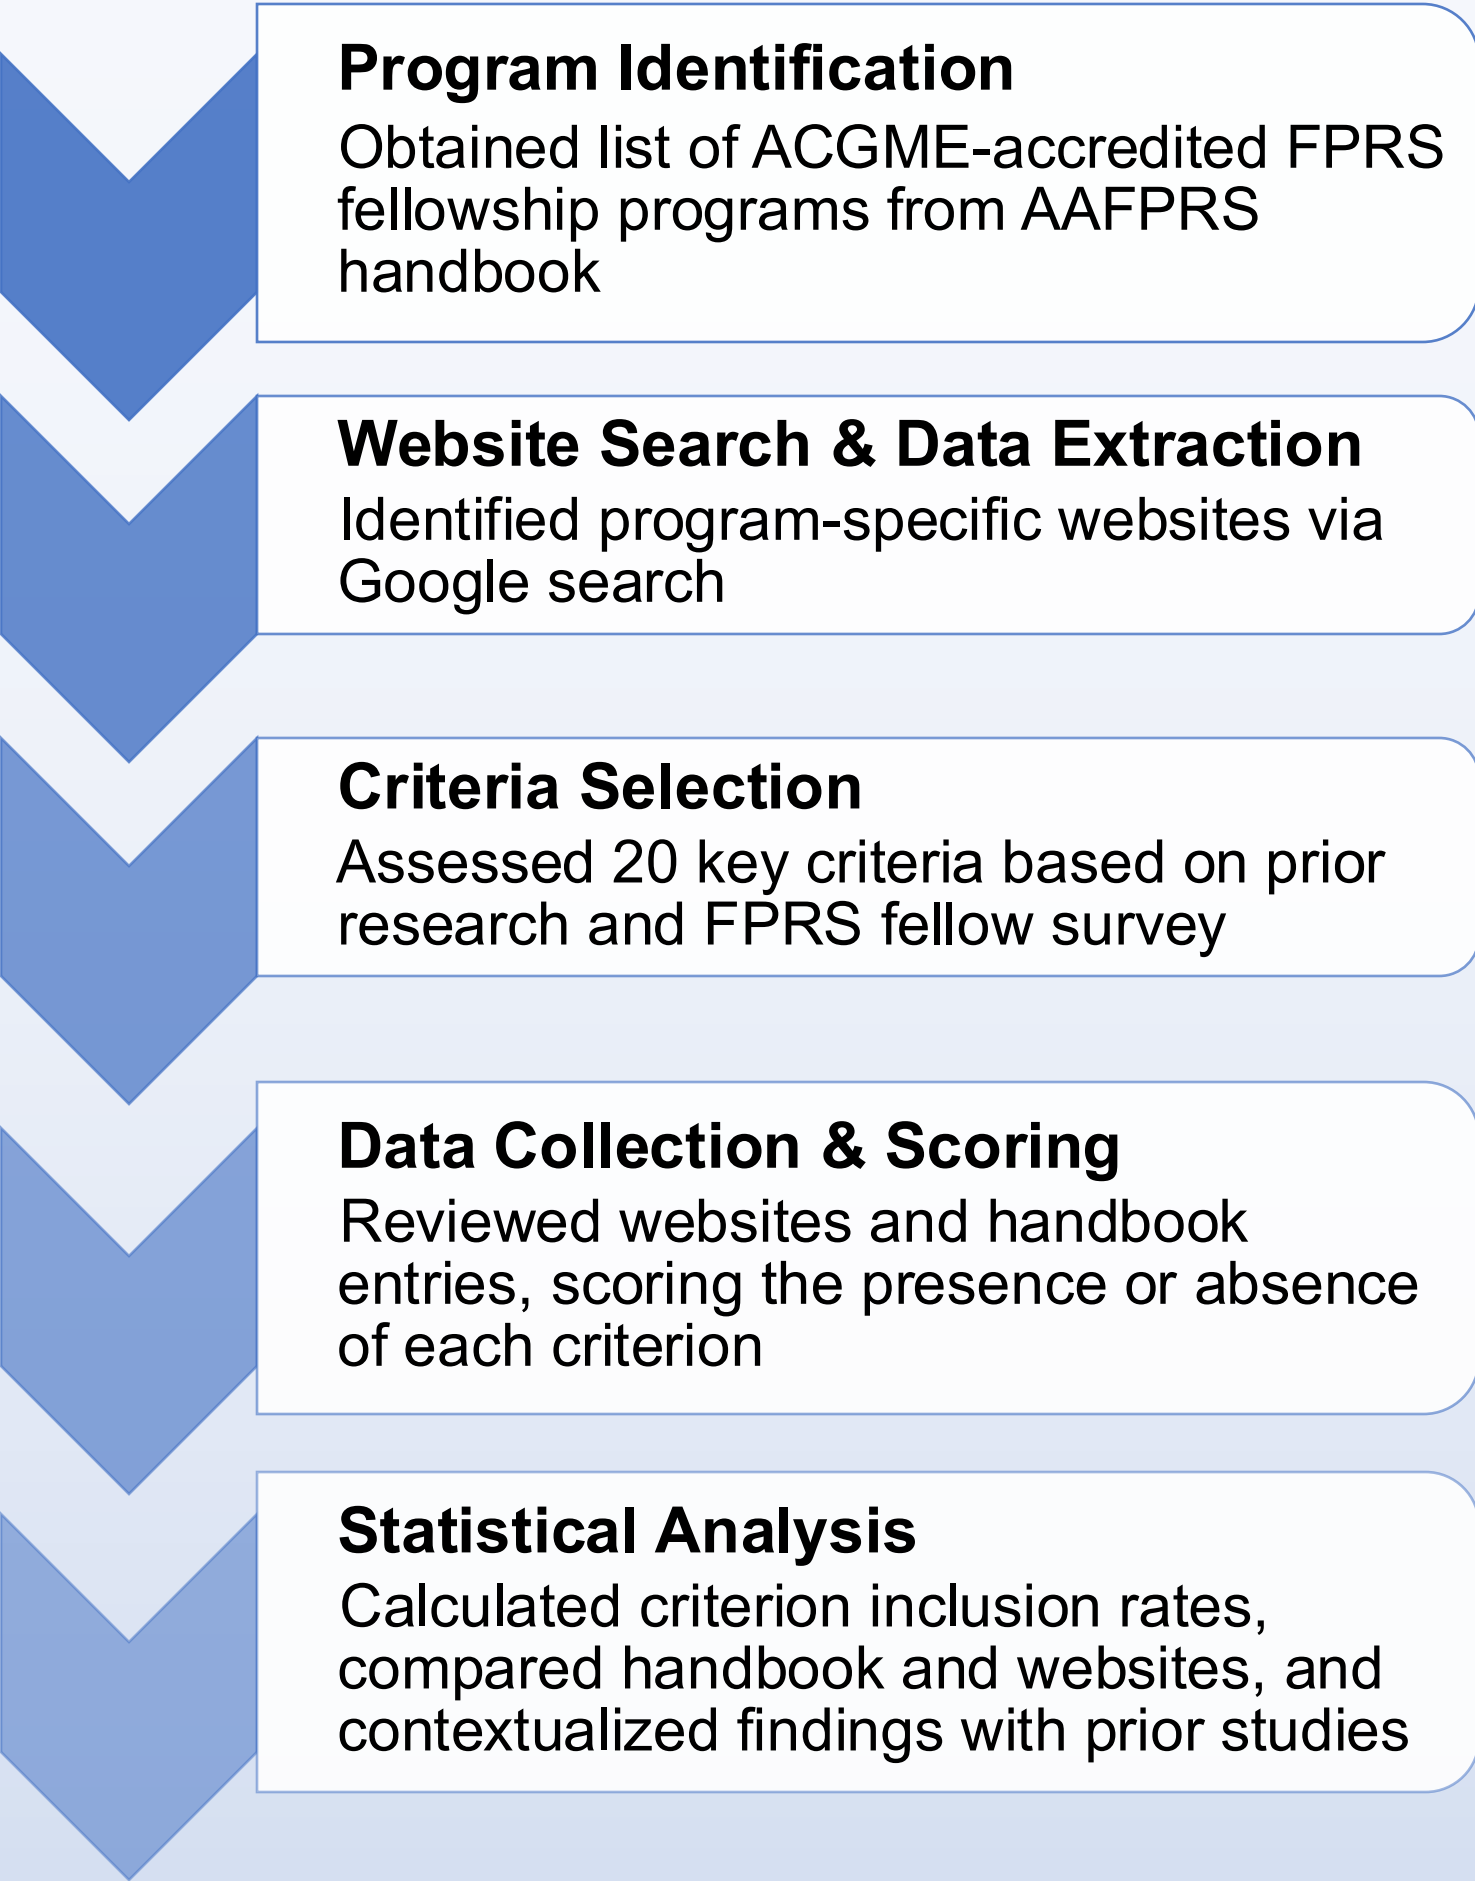 Program Identification
Obtained list of ACGME-accredited FPRS
fellowship programs from AAFPRS
handbook
Website Search & Data Extraction
Identified program-specific websites via
Google search
Criteria Selection
Assessed 20 key criteria based on prior
research and FPRS fellow survey
Data Collection & Scoring
Reviewed websites and handbook
entries, scoring the presence or absence
of each criterion
Statistical Analysis
Calculated criterion inclusion rates,
compared handbook and websites, and
contextualized findings with prior studies